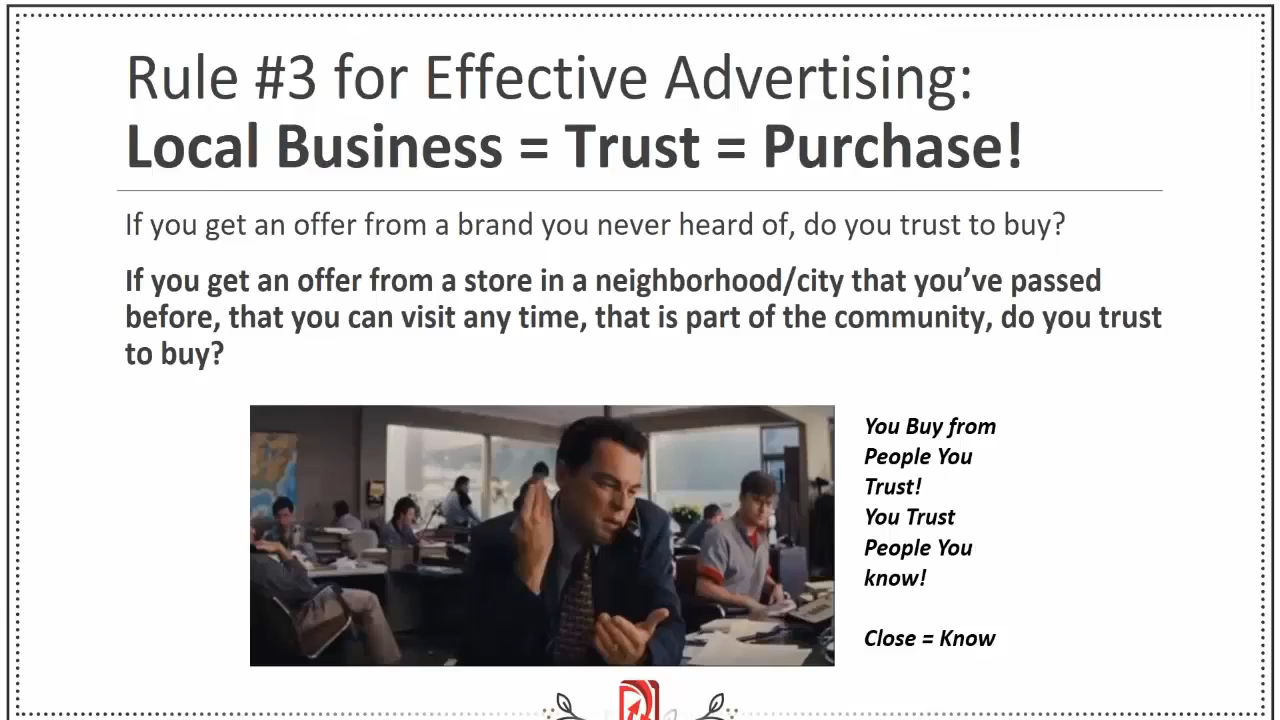 Rule #3 for Effective Advertising:
Local Business = Trust = Purchase!
If you get an offer from a brand you never heard of, do you trust to buy?
If you get an offer from a store in a neighborhood/city that you’ve passed
before, that you can visit any time, that is part of the community, do you trust
to buy?
You Buy from
People You
Trust!
You Trust
People You
know!
Close = Know